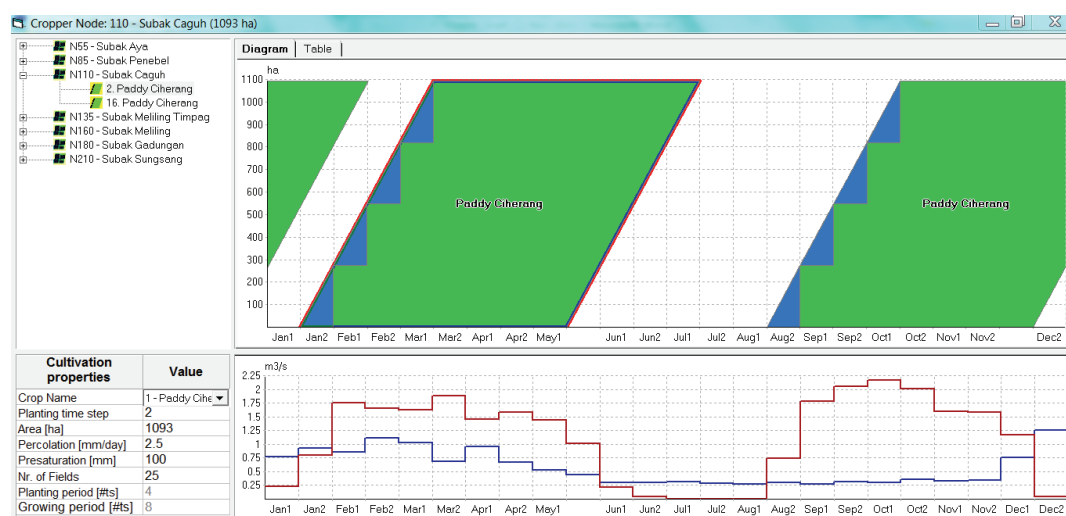 Cropper Node: 110 - Subak Caguh (1093 ha)
N55 - Subak Aya
N85 - Subak Penebel
N110 - Subak Caguh
2. Paddy Ciherang
16. Paddy Ciherang
N135 - Subak Meliling Timpag
N160 - Subak Meliling
N180 - Subak Gadungan
N210 - Subak Sungsang
Diagram Table
ha
1100
1000
900
800
700
600
500
400
300
200
100
Paddy Ciherang Paddy Ciherang
Jan1 Jan2 Feb1 Feb2 Mar1 Mar2 Apr1 Apr2 May1 Jun1 Jun2 Jul1 Jul2 Aug1 Aug2 Sep1 Sep2 Oct1 Oct2 Nov1 Nov2 Dec2
Cultivation properties Value
Crop Name 1 - Paddy Cihe
Planting time step 2
Area [ha] 1093
Percolation [mm/day] 2.5
Presaturation [mm] 100
Nr. of Fields 25
Planting period [#ts] 4
Growing period [#ts] 8
m3/s
2.25
2
1.75
1.5
1.25
1
0.75
0.5
0.25
Jan1 Jan2 Feb1 Feb2 Mar1 Mar2 Apr1 Apr2 May1 Jun1 Jun2 Jul1 Jul2 Aug1 Aug2 Sep1 Sep2 Oct1 Oct2 Nov1 Nov2 Dec1 Dec2